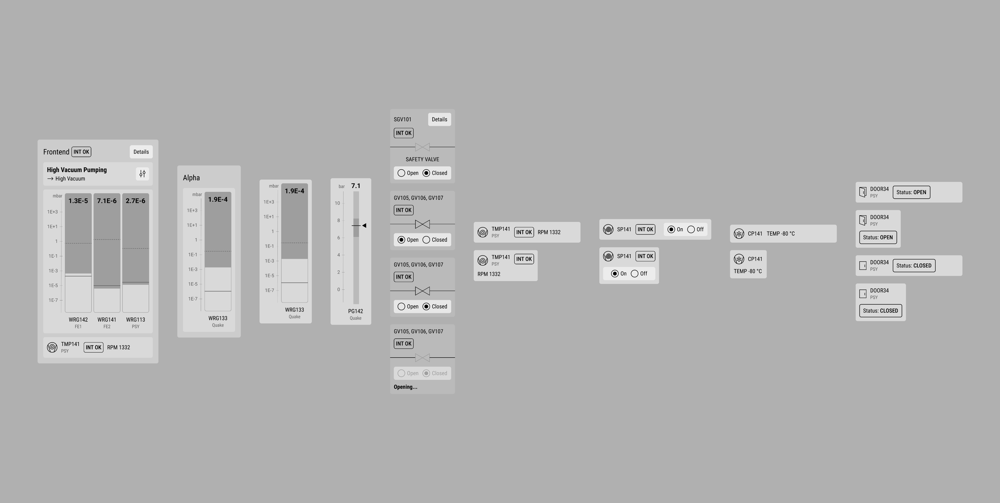 Frontend INT OK Details
High Vacuum Pumping
→ High Vacuum
mbar
1.3E-5 7.1E-6 2.7E-6
1E+3
1E+1
1
1E-1
1E-3
1E-5
1E-7
WRG142 WRG141 WRG113
FE1 FE2 PSY
TMP141
PSY
INT OK RPM 1332
Alpha
mbar
1.9E-4
1E+3
1E+1
1
1E-1
1E-3
1E-5
1E-7
WRG133
Quake
mbar
1.9E-4
1E+3
1E+1
1
1E-1
1E-3
1E-5
1E-7
WRG133
Quake
bar 7.1
10
8
6
4
2
0
PG142
Quake
SGV101 Details
INT OK
SAFETY VALVE
Open Closed
GV105, GV106, GV107
INT OK
Open Closed
GV105, GV106, GV107
INT OK
Open Closed
GV105, GV106, GV107
INT OK
Open Closed
Opening...
TMP141
PSY
INT OK RPM 1332
TMP141
PSY
INT OK
RPM 1332
SP141 INT OK On Off
SP141 INT OK
On Off
CP141 TEMP -80 °C
CP141
TEMP -80 °C
DOOR34
PSY
Status: OPEN
DOOR34
PSY
Status: OPEN
DOOR34
PSY
Status: CLOSED
DOOR34
PSY
Status: CLOSED